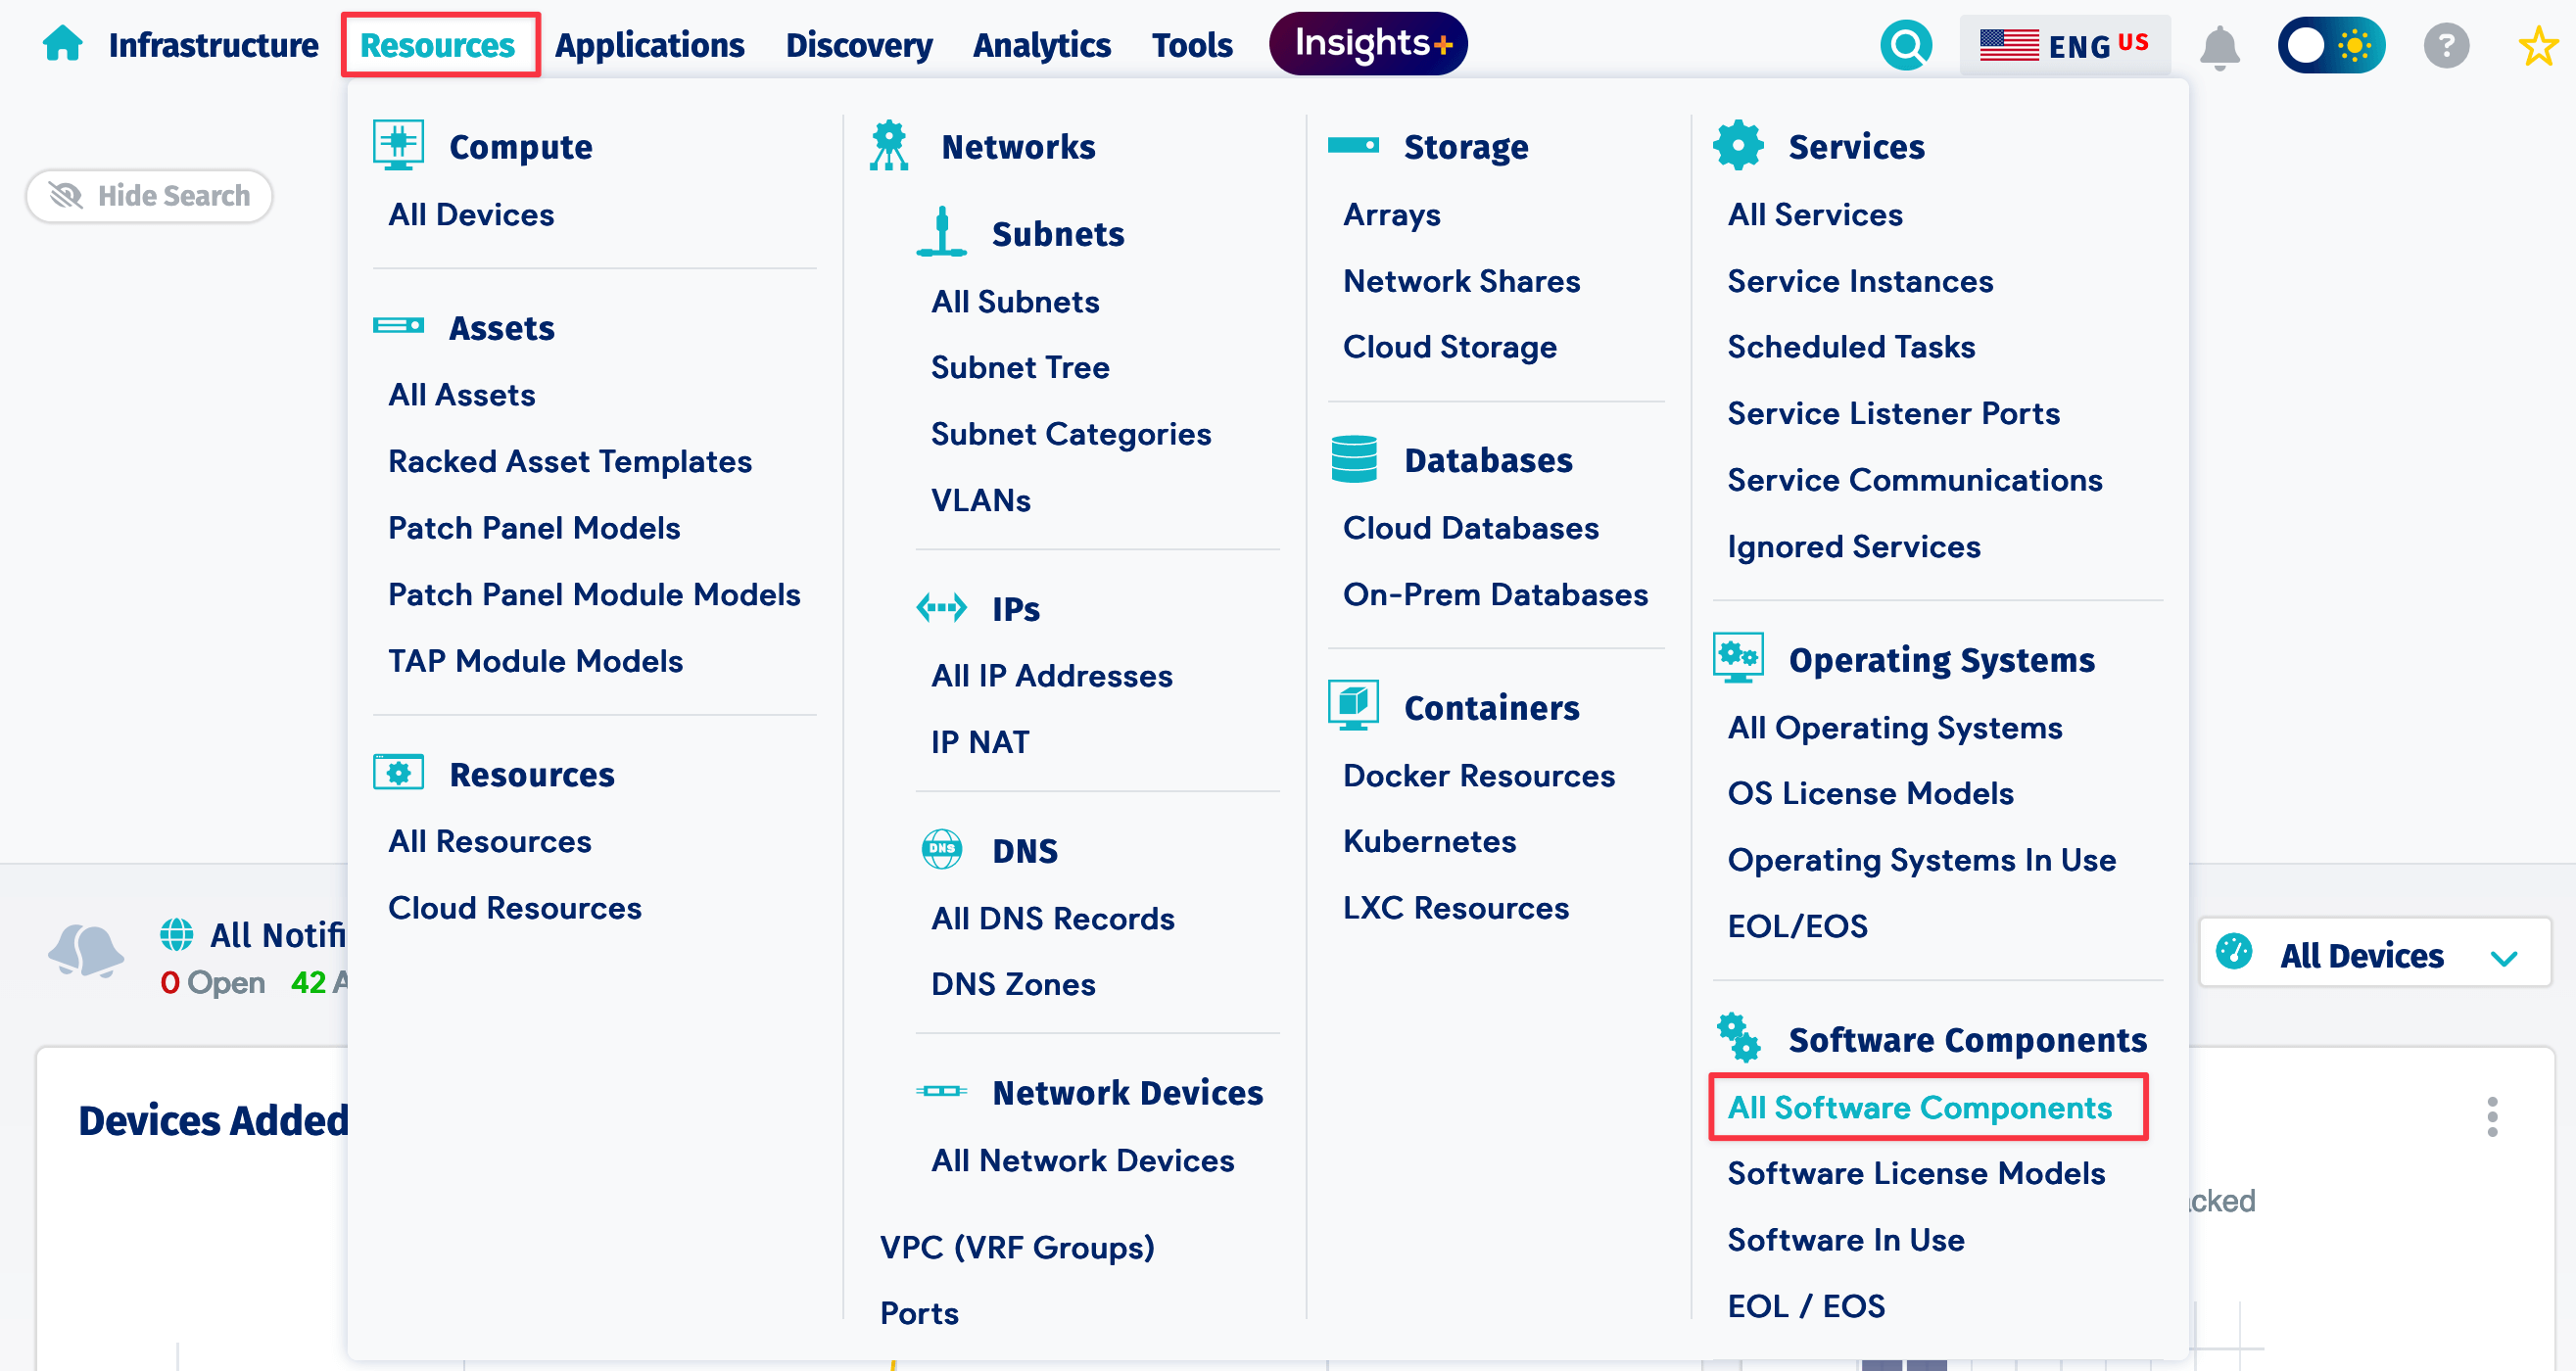 Infrastructure Resources Applications Discovery Analytics Tools Insights+ ENG US ?
Hide Search
Compute
All Devices
Assets
All Assets
Racked Asset Templates
Patch Panel Models
Patch Panel Module Models
TAP Module Models
Resources
All Resources
Cloud Resources
Networks
Subnets
All Subnets
Subnet Tree
Subnet Categories
VLANs
IPs
All IP Addresses
IP NAT
DNS
DNS
All DNS Records
DNS Zones
Network Devices
All Network Devices
VPC (VRF Groups)
Ports
Storage
Arrays
Network Shares
Cloud Storage
Databases
Cloud Databases
On-Prem Databases
Containers
Docker Resources
Kubernetes
LXC Resources
Services
All Services
Service Instances
Scheduled Tasks
Service Listener Ports
Service Communications
Ignored Services
Operating Systems
All Operating Systems
OS License Models
Operating Systems In Use
EOL/EOS
Software Components
All Software Components
Software License Models
Software In Use
EOL / EOS
All Notifi
0 Open 42 A
All Devices
Devices Added
cked